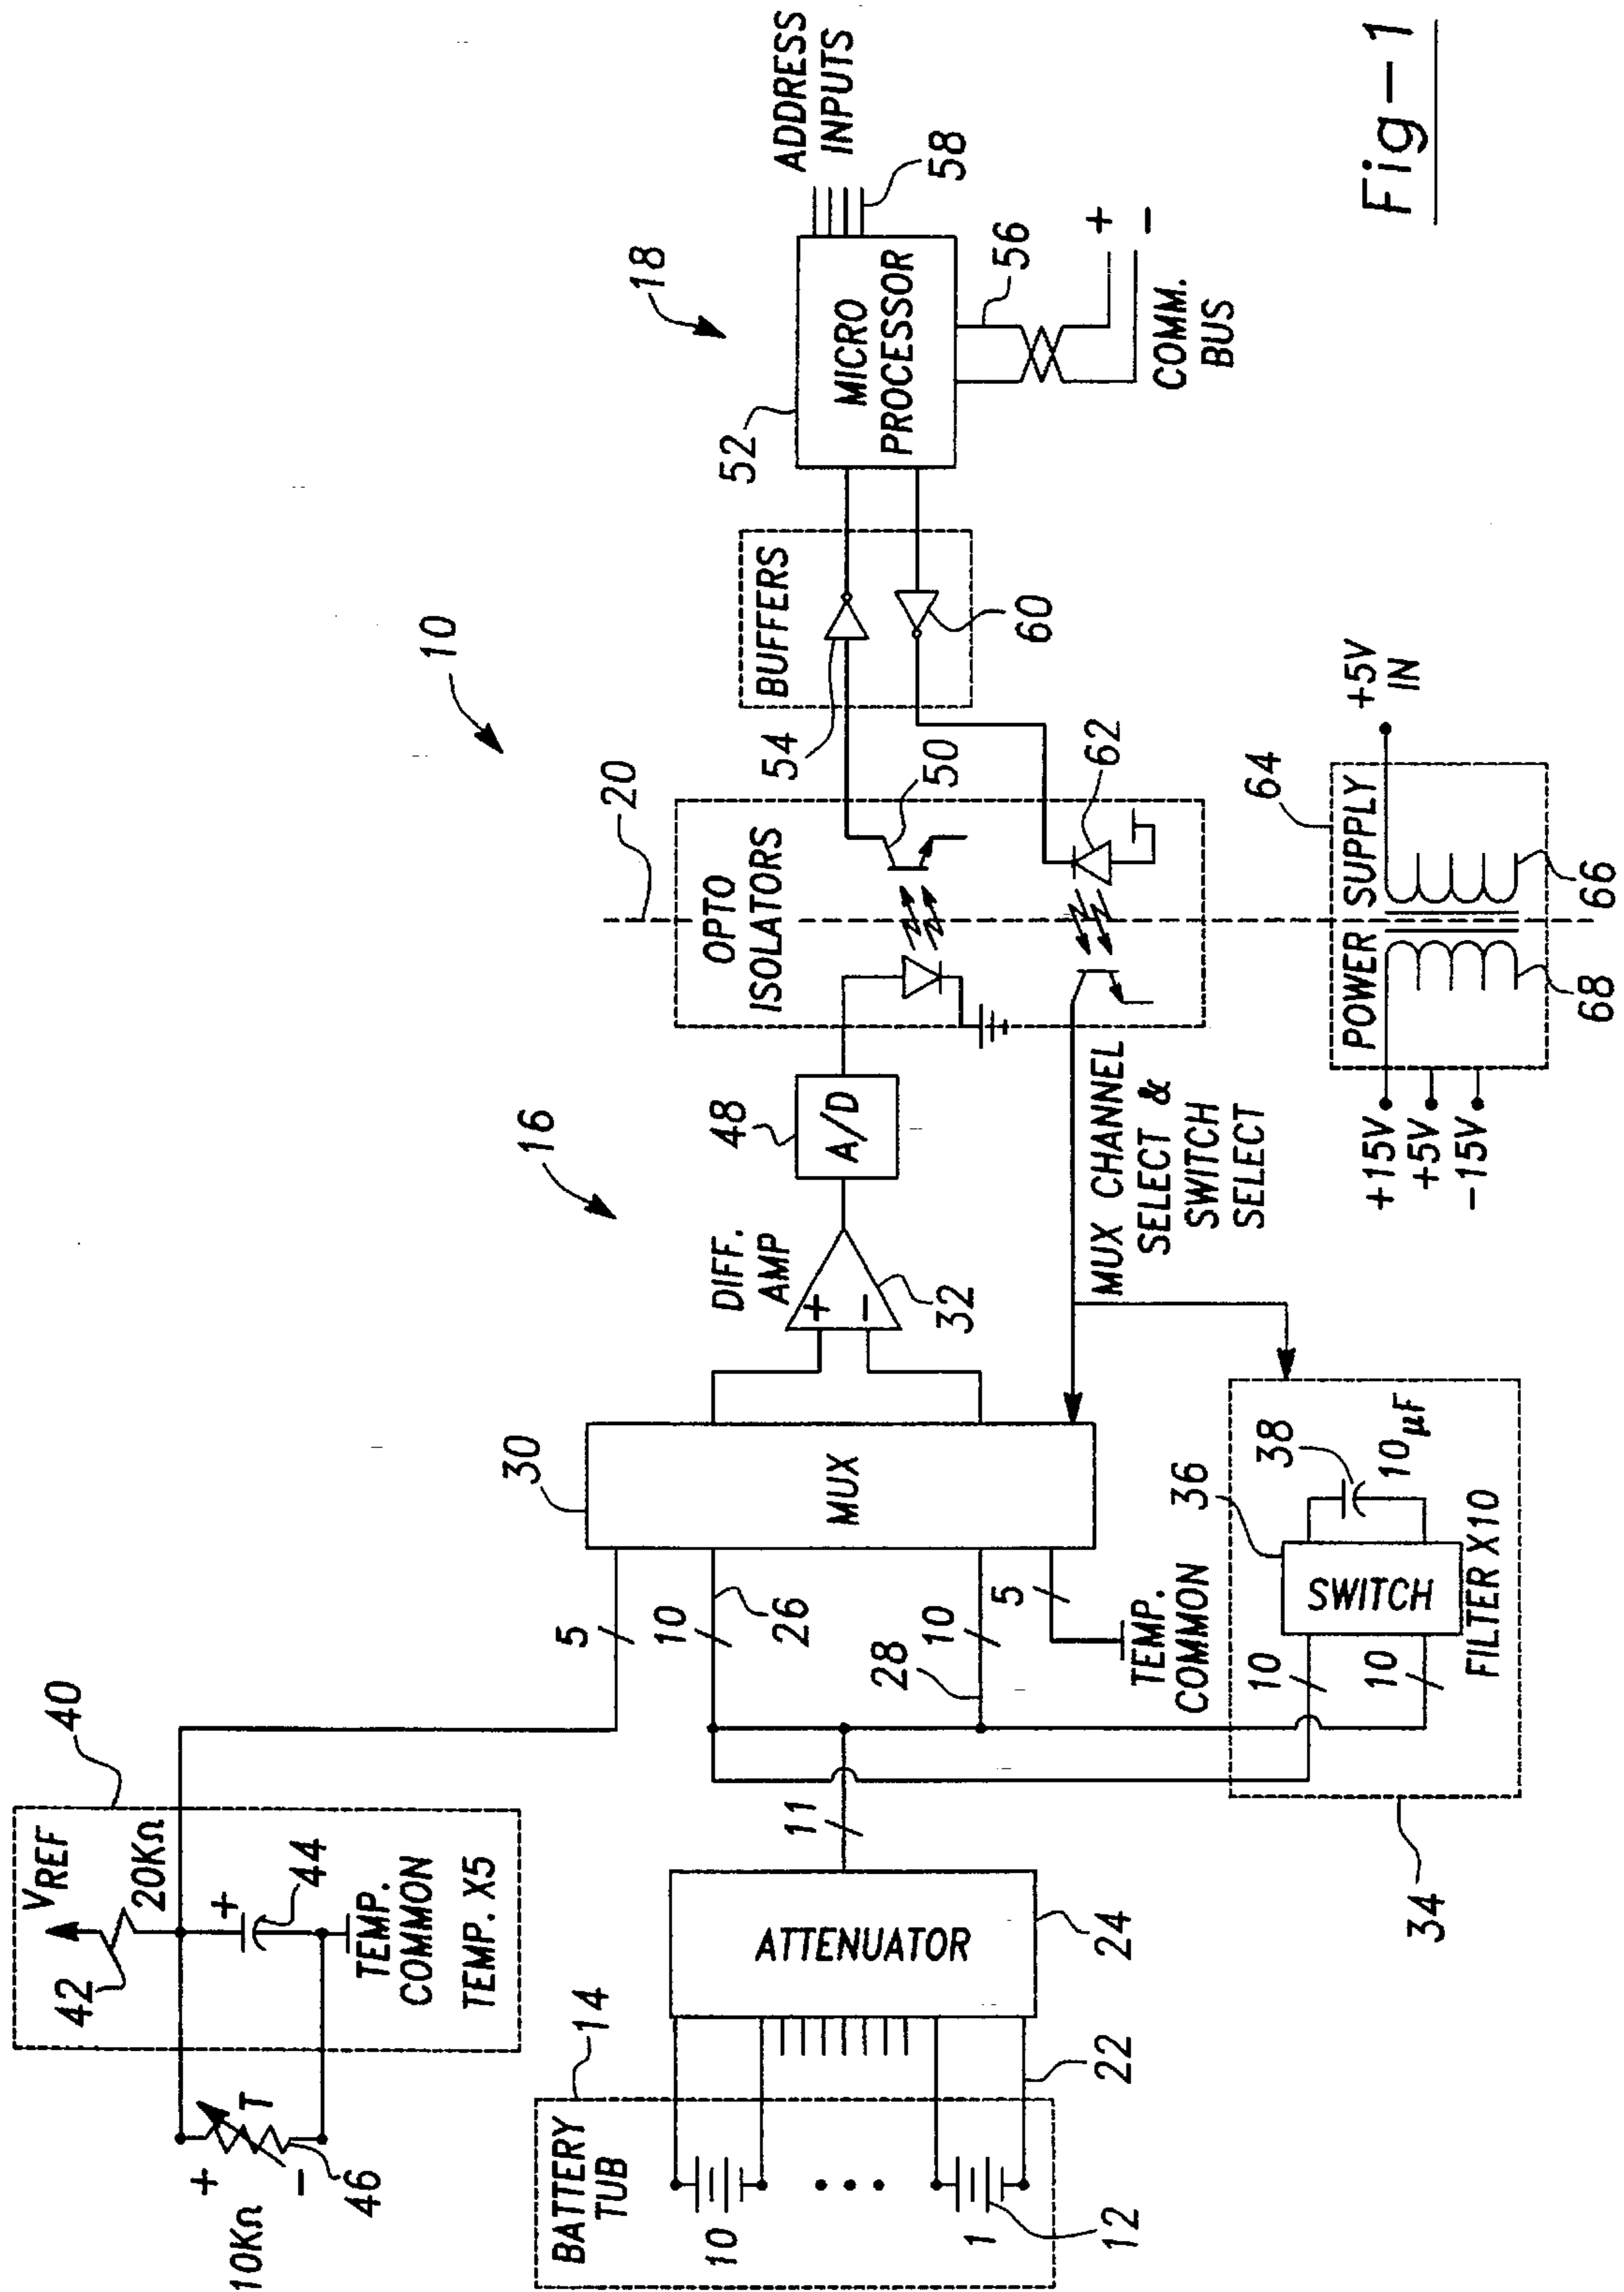 10
18
16
20
ADDRESS
INPUTS
58
52
MICRO
PROCESSOR
56
+
-
COMM.
BUS
BUFFERS
54
60
OPTO
ISOLATORS
50
62
64
POWER SUPPLY
+5V
IN
66
68
+15V
+5V
-15V
48
A/D
DIFF.
AMP
+
-
32
MUX CHANNEL
SELECT &
SWITCH
SELECT
30
MUX
5
10
26
28
10
5
TEMP.
COMMON
36
38
10µF
SWITCH
10
10
FILTER X10
34
40
VREF
20KΩ
42
+
44
TEMP.
COMMON
TEMP. X5
10KΩ
+
T
-
46
11
ATTENUATOR
24
14
BATTERY
TUB
10
1
12
22
Fig-1